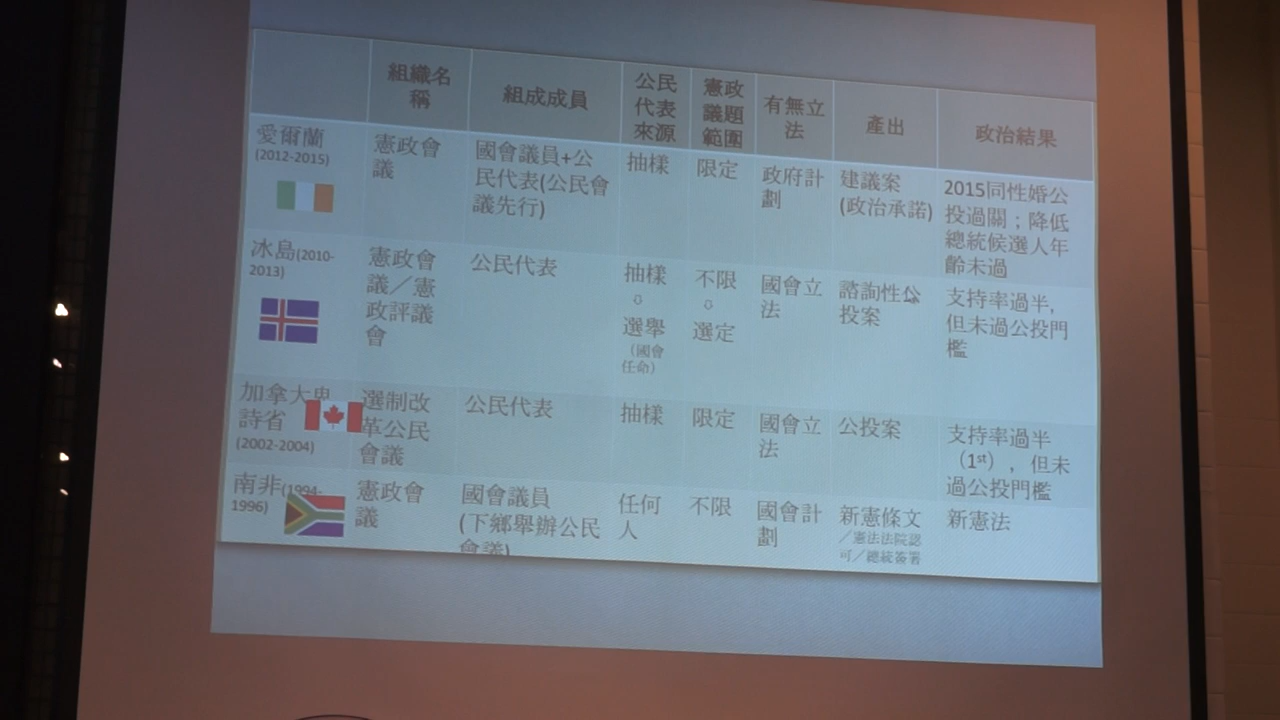 組織名稱
組成成員
公民代表來源
憲政議題範圍
有無立法
產出
政治結果
愛爾蘭
(2012-2015)
憲政會議
國會議員+公
民代表(公民會
議先行)
抽樣
限定
政府計
劃
建議案
(政治承諾)
2015同性婚公
投過關；降低
總統候選人年
齡未過
冰島(2010-
2013)
憲政會
議／憲
政評議
會
公民代表
抽樣
⇩
選舉
（國會
任命）
不限
⇩
選定
國會立
法
諮詢性公
投案
支持率過半,
但未過公投門
檻
加拿大卑
詩省
(2002-2004)
選制改
革公民
會議
公民代表
抽樣
限定
國會立
法
公投案
支持率過半
（1st）, 但未
過公投門檻
南非(1994-
1996)
憲政會
議
國會議員
(下鄉舉辦公民
會議)
任何
人
不限
國會計
劃
新憲條文
／憲法法院認
可／總統簽署
新憲法